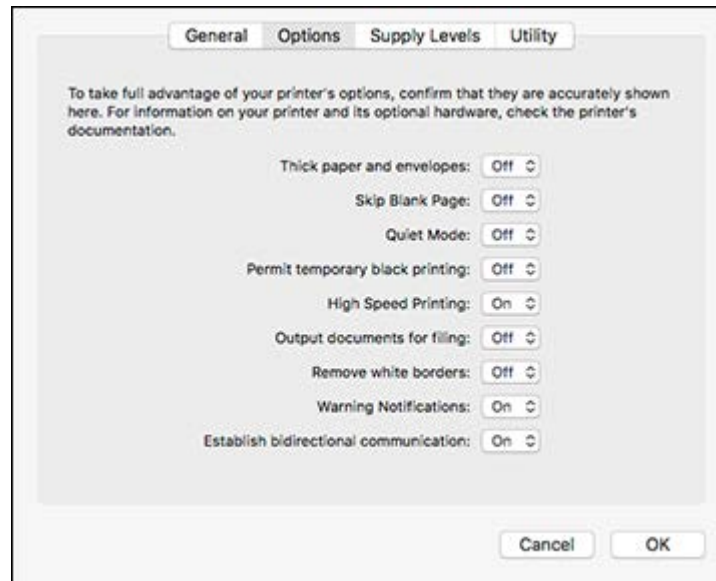 General Options Supply Levels Utility
To take full advantage of your printer's options, confirm that they are accurately shown
here. For information on your printer and its optional hardware, check the printer's
documentation.
Thick paper and envelopes: Off
Skip Blank Page: Off
Quiet Mode: Off
Permit temporary black printing: Off
High Speed Printing: On
Output documents for filing: Off
Remove white borders: Off
Warning Notifications: On
Establish bidirectional communication: On
Cancel OK